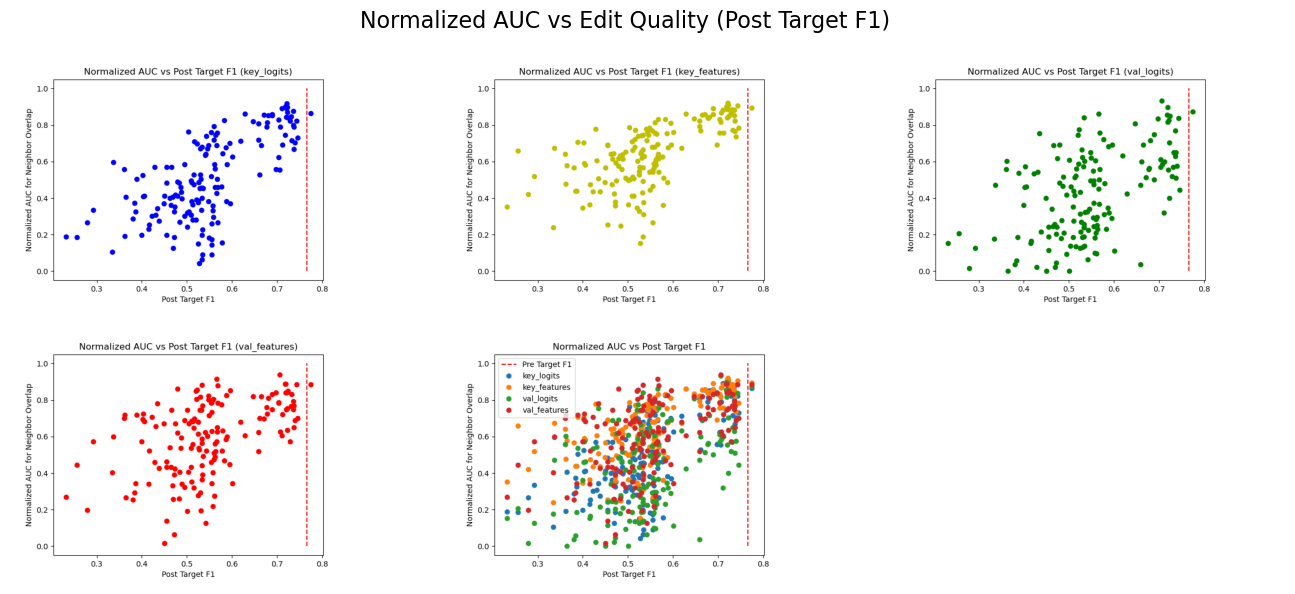 Normalized AUC vs Edit Quality (Post Target F1)
Normalized AUC vs Post Target F1 (key_logits)
Normalized AUC for Neighbor Overlap
1.0
0.8
0.6
0.4
0.2
0.0
0.3 0.4 0.5 0.6 0.7 0.8
Post Target F1
Normalized AUC vs Post Target F1 (key_features)
Normalized AUC for Neighbor Overlap
1.0
0.8
0.6
0.4
0.2
0.0
0.3 0.4 0.5 0.6 0.7 0.8
Post Target F1
Normalized AUC vs Post Target F1 (val_logits)
Normalized AUC for Neighbor Overlap
1.0
0.8
0.6
0.4
0.2
0.0
0.3 0.4 0.5 0.6 0.7 0.8
Post Target F1
Normalized AUC vs Post Target F1 (val_features)
Normalized AUC for Neighbor Overlap
1.0
0.8
0.6
0.4
0.2
0.0
0.3 0.4 0.5 0.6 0.7 0.8
Post Target F1
Normalized AUC vs Post Target F1
Normalized AUC for Neighbor Overlap
1.0
0.8
0.6
0.4
0.2
0.0
Pre Target F1
key_logits
key_features
val_logits
val_features
0.3 0.4 0.5 0.6 0.7 0.8
Post Target F1